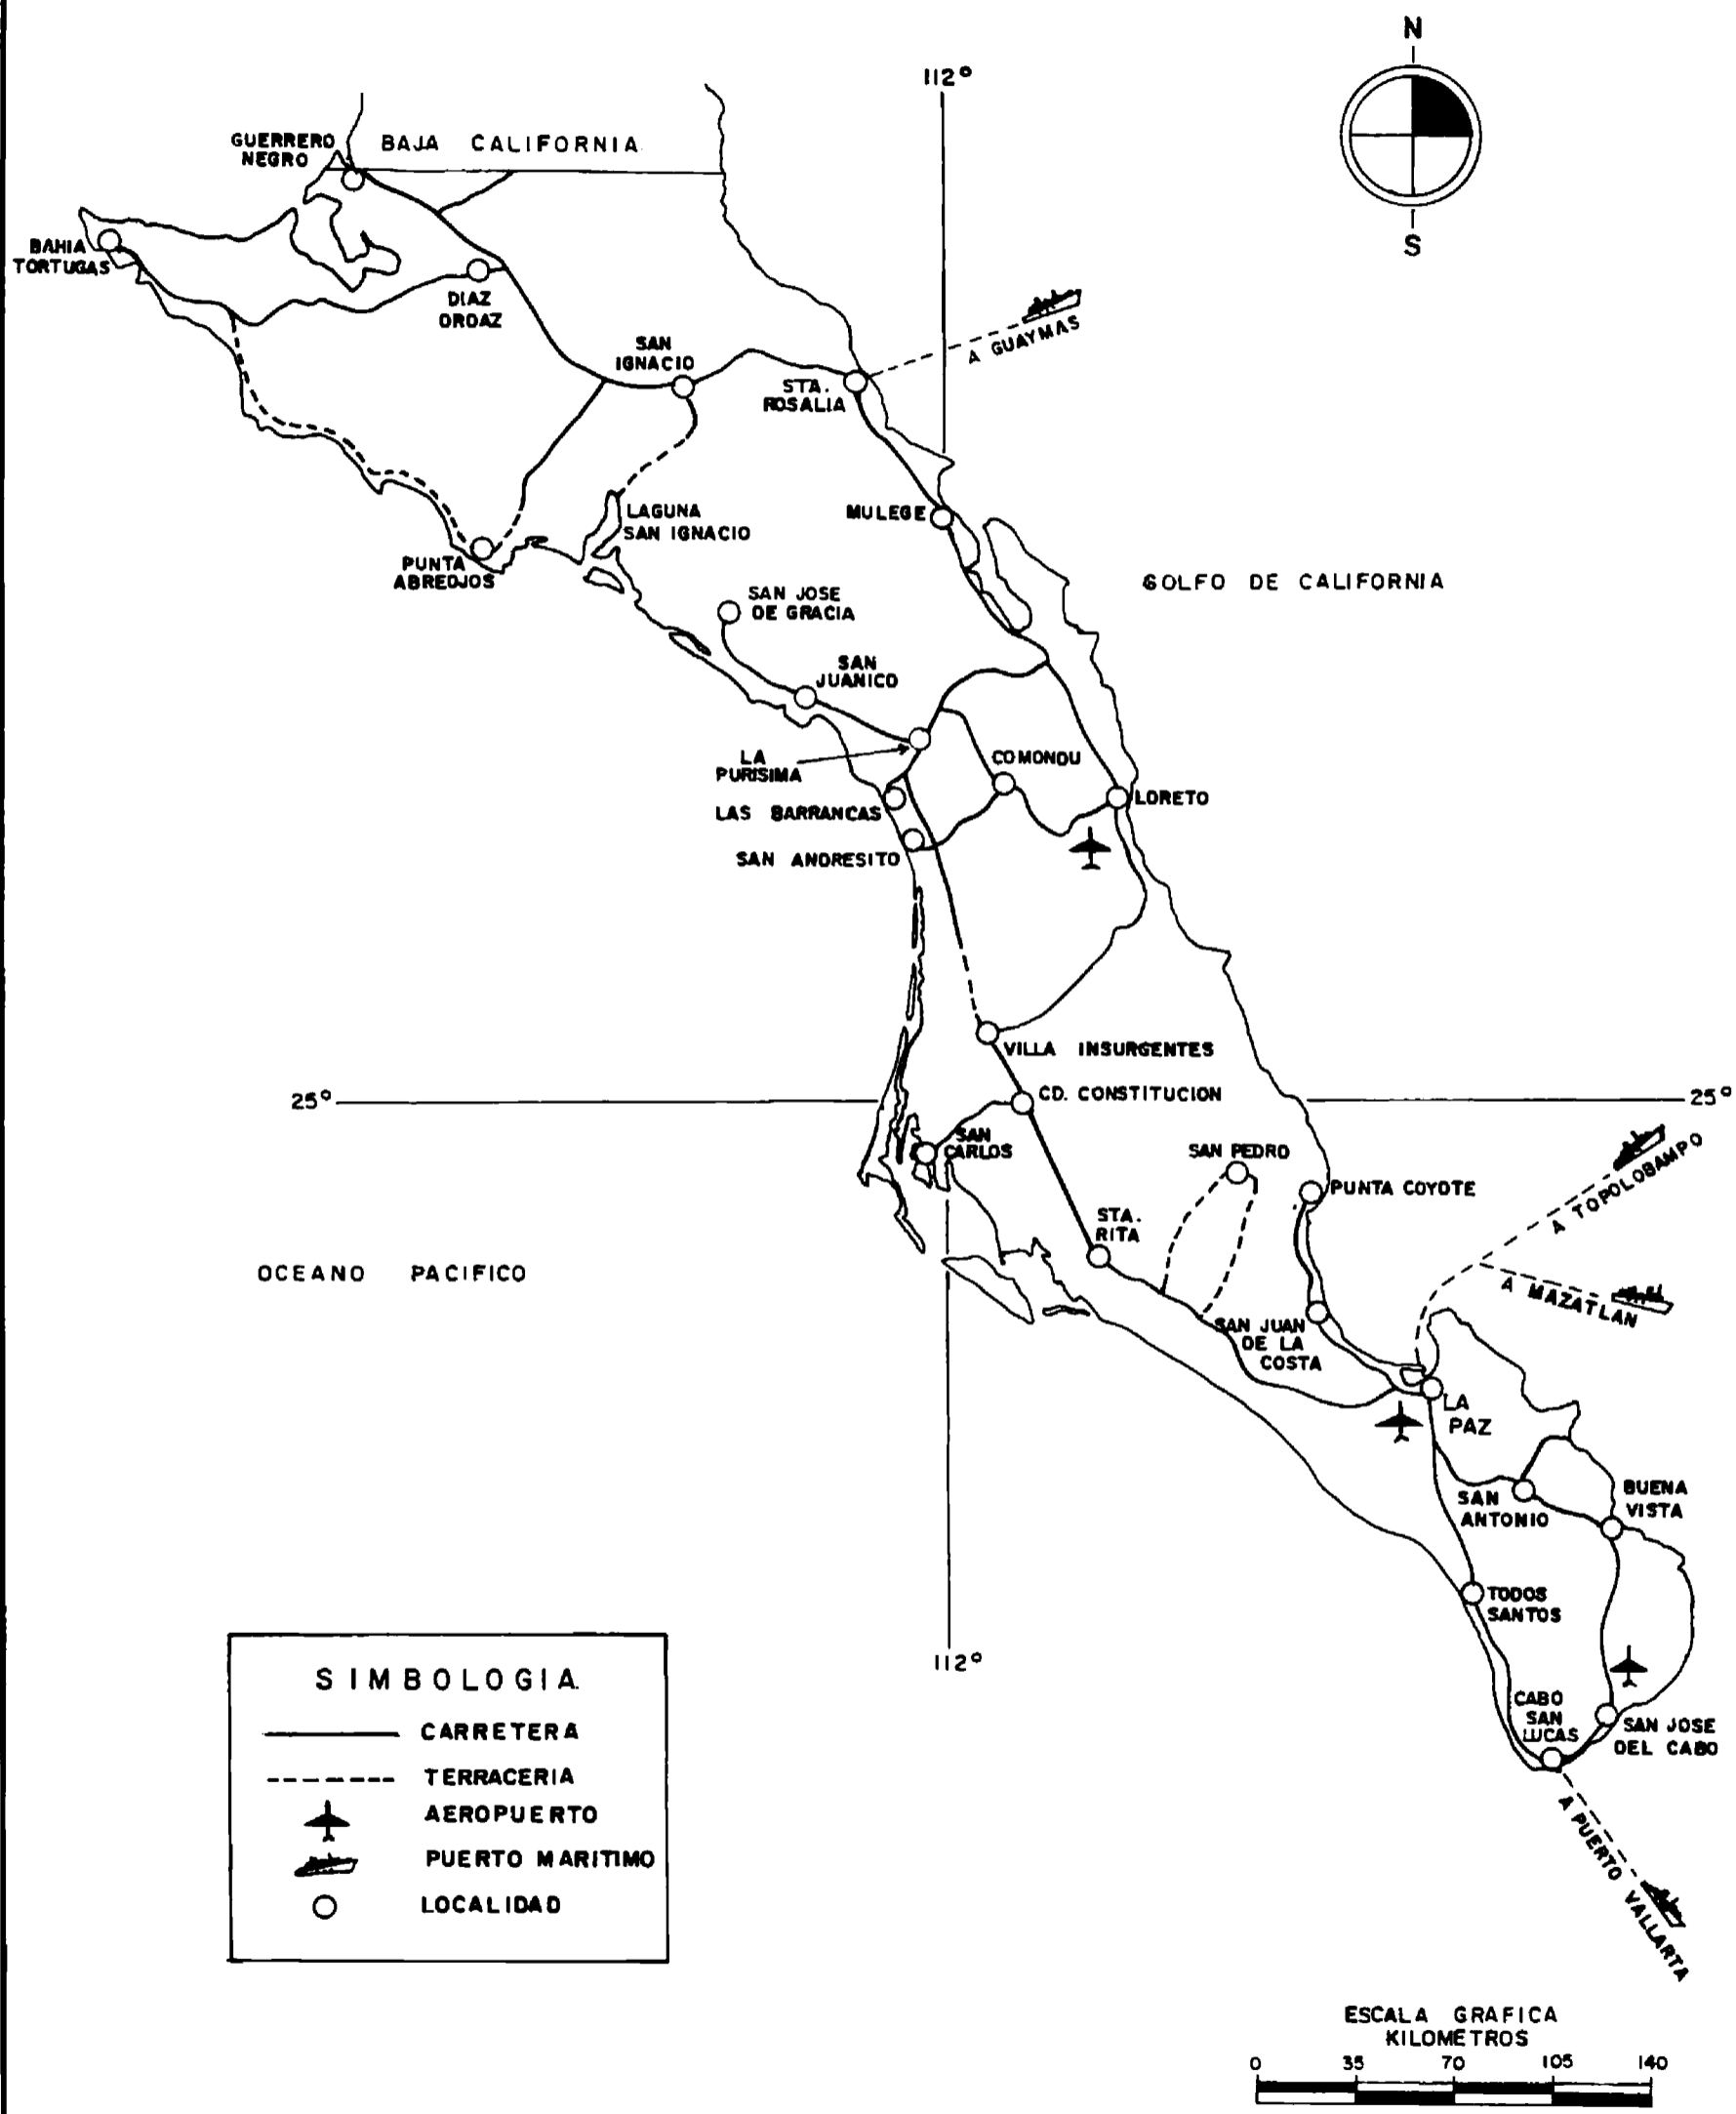 N
S
112°
GUERRERO
NEGRO
BAJA CALIFORNIA
BAHIA
TORTUGAS
DIAZ
OROAZ
SAN
IGNACIO
A GUAYMAS
STA.
ROSALIA
MULEGE
LAGUNA
SAN IGNACIO
PUNTA
ABREOJOS
GOLFO DE CALIFORNIA
SAN JOSE
DE GRACIA
SAN
JUANICO
LA
PURISIMA
COMONDU
LAS BARRANCAS
LORETO
SAN ANDRESITO
VILLA INSURGENTES
25°
CD. CONSTITUCION
25°
SAN
CARLOS
SAN PEDRO
PUNTA COYOTE
A TOPOLOBAMPO
STA.
RITA
OCEANO PACIFICO
A MAZATLAN
SAN JUAN
DE LA
COSTA
LA
PAZ
SAN
ANTONIO
BUENA
VISTA
TODOS
SANTOS
112°
CABO
SAN
LUCAS
SAN JOSE
DEL CABO
A PUERTO VALLARTA
SIMBOLOGIA.
CARRETERA
TERRACERIA
AEROPUERTO
PUERTO MARITIMO
LOCALIDAD
ESCALA GRAFICA
KILOMETROS
0 35 70 105 140